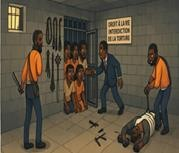 DROIT À LA VIE
INTERDICTION
DE LA TORTURE